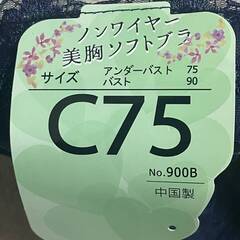 ノンワイヤー
美胸ソフトブラ
サイズ
アンダーバスト 75
バスト 90
C75
No.900B
中国製